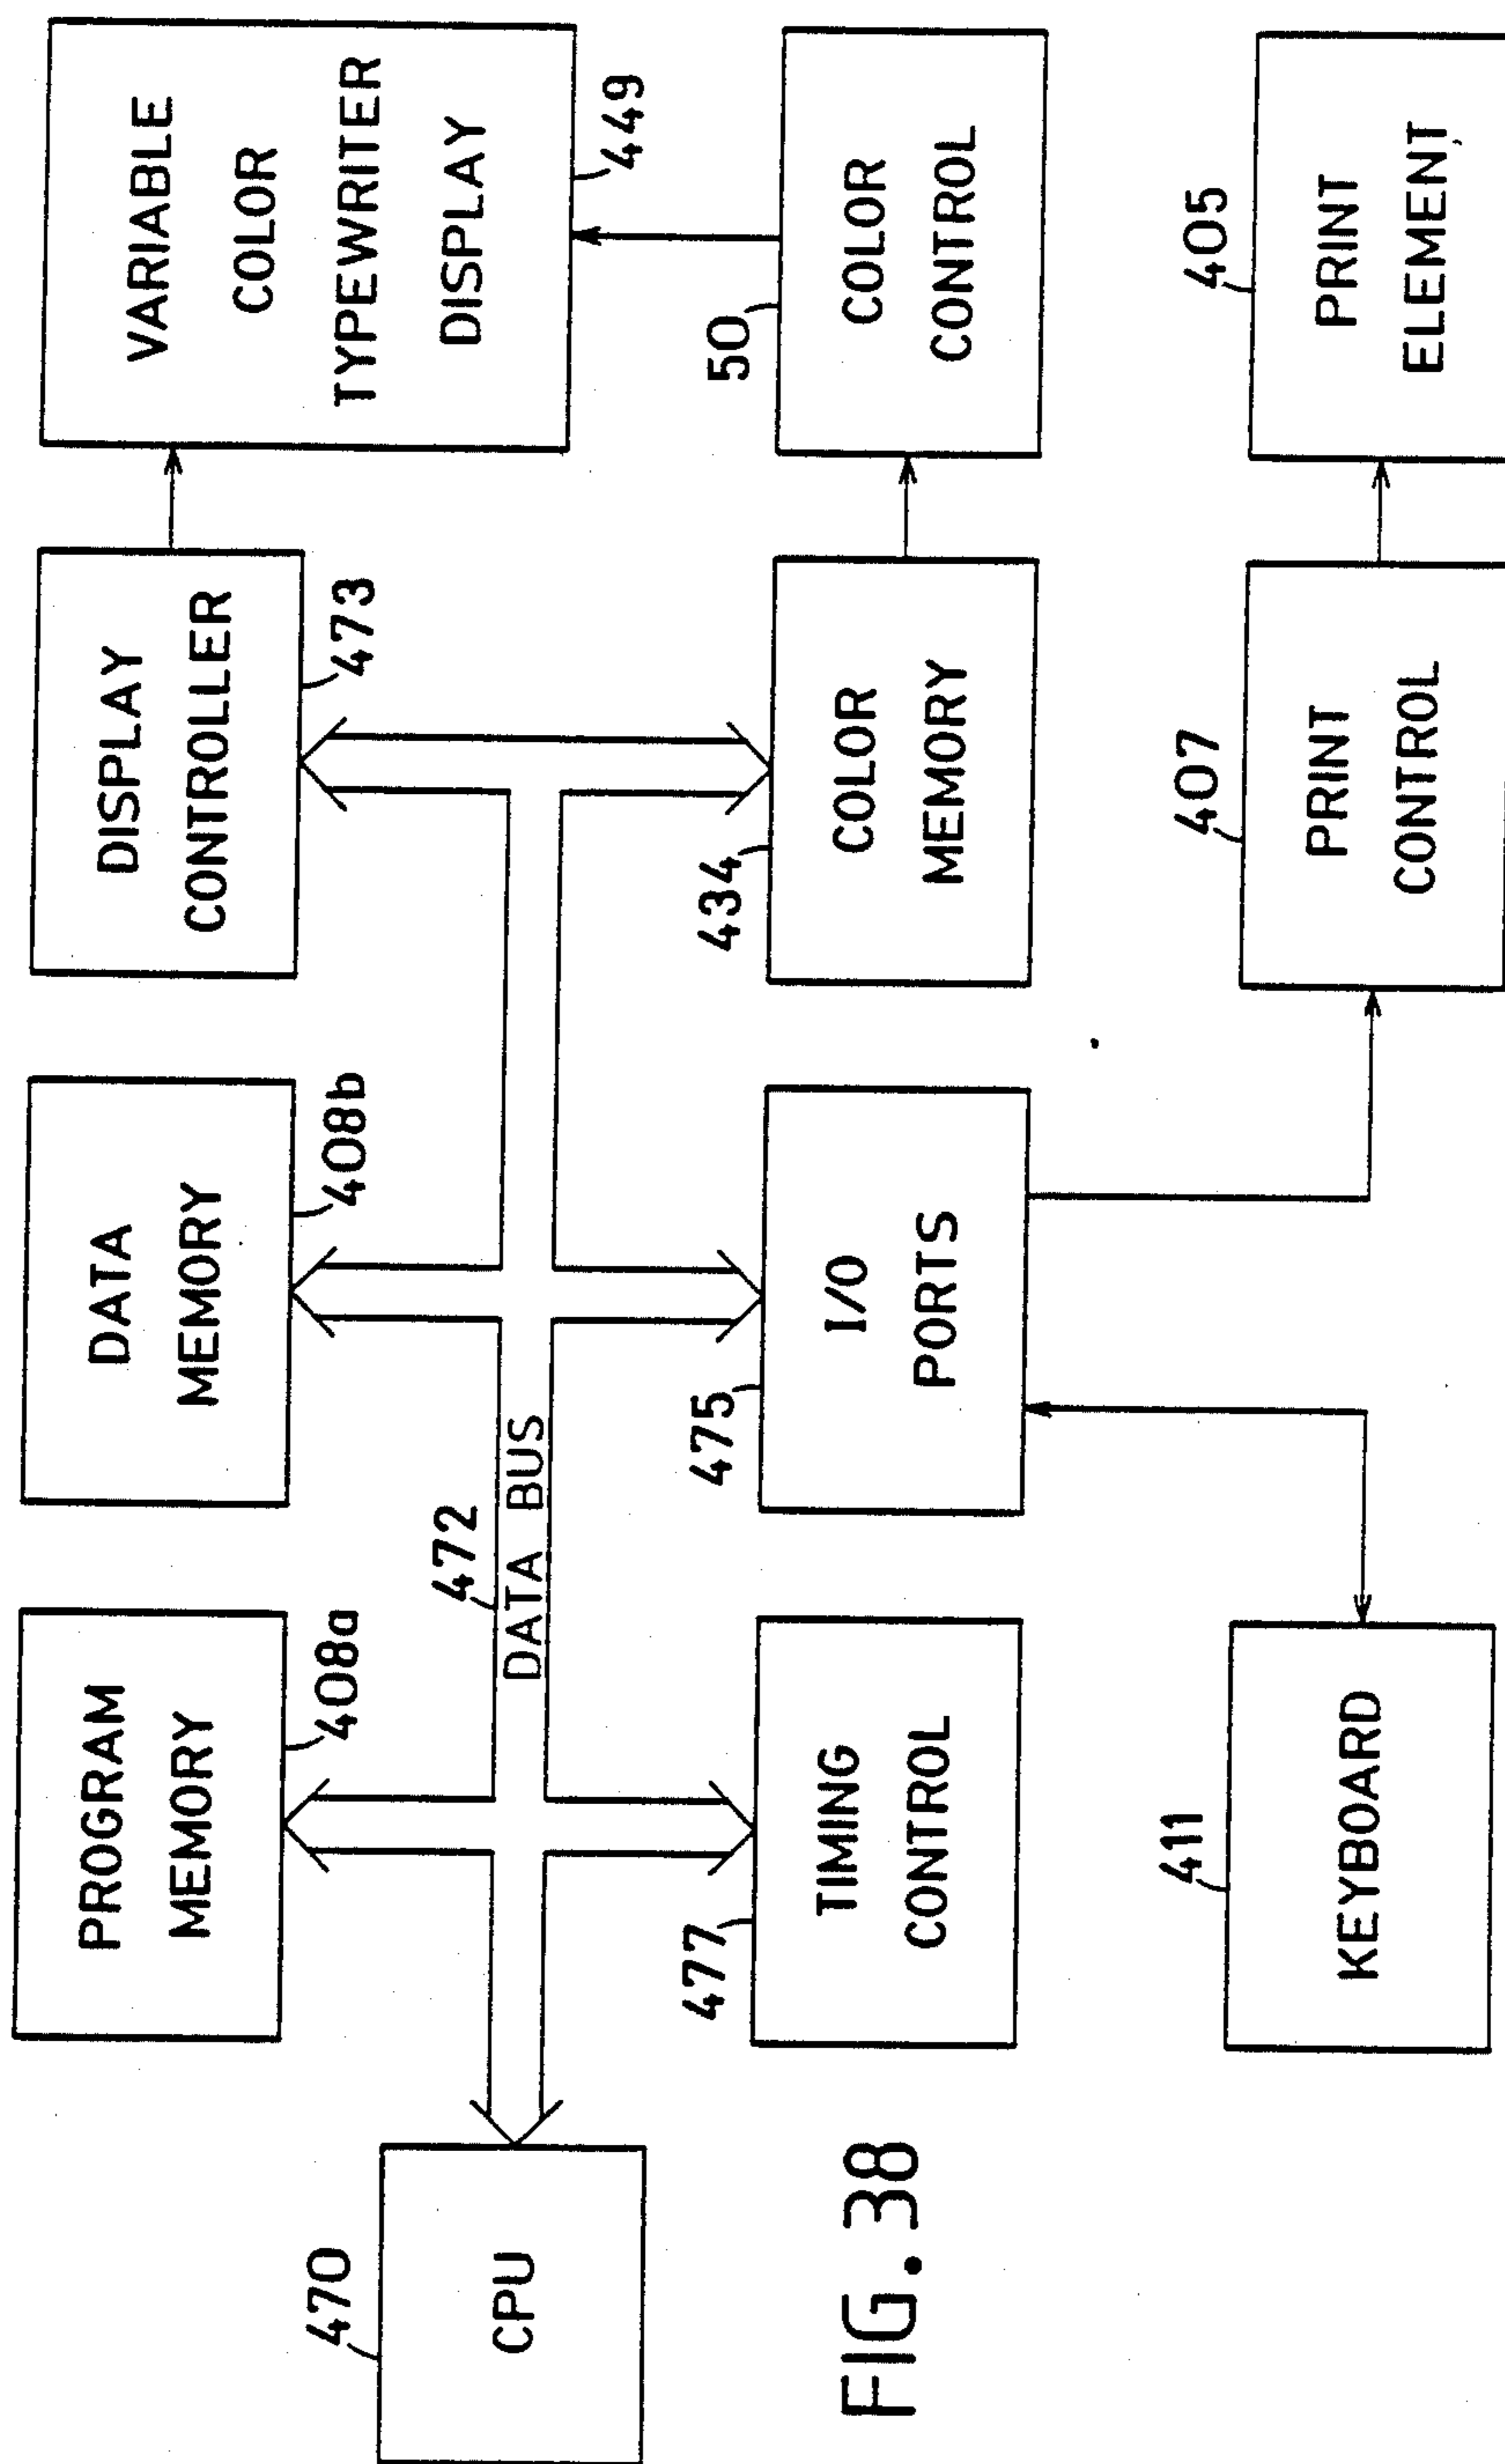 PROGRAM
MEMORY
408a
DATA
MEMORY
408b
DISPLAY
CONTROLLER
473
VARIABLE
COLOR
TYPEWRITER
DISPLAY
449
470
CPU
472
DATA BUS
477
TIMING
CONTROL
475
I/O
PORTS
434
COLOR
MEMORY
50
COLOR
CONTROL
411
KEYBOARD
407
PRINT
CONTROL
405
PRINT
ELEMENT
FIG. 38